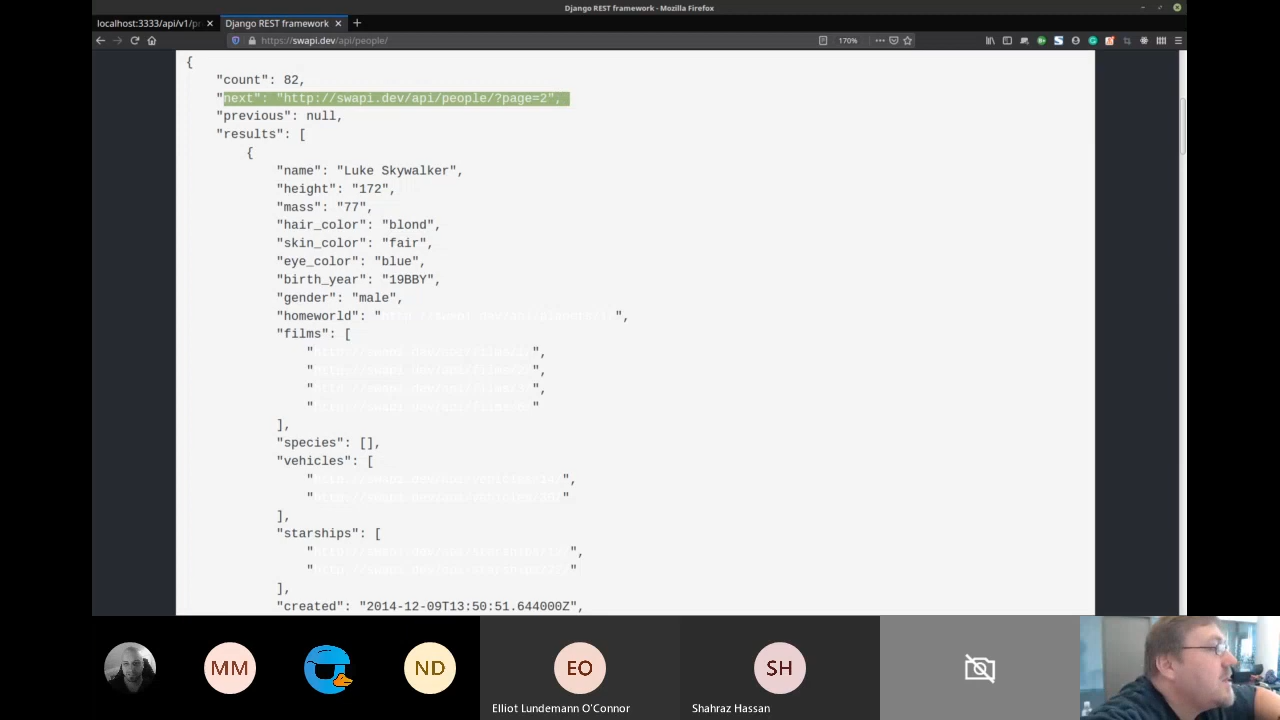 Django REST framework - Mozilla Firefox
localhost:3333/api/v1/pr
Django REST framework
https://swapi.dev/api/people/
170%
{
"count": 82,
"next": "http://swapi.dev/api/people/?page=2",
"previous": null,
"results": [
{
"name": "Luke Skywalker",
"height": "172",
"mass": "77",
"hair_color": "blond",
"skin_color": "fair",
"eye_color": "blue",
"birth_year": "19BBY",
"gender": "male",
"homeworld": "
",
"films": [
"
",
"
",
"
",
"
"
],
"species": [],
"vehicles": [
"
",
"
"
],
"starships": [
"
",
"
"
],
"created": "2014-12-09T13:50:51.644000Z",
MM
ND
EO
SH
Elliot Lundemann O'Connor
Shahraz Hassan